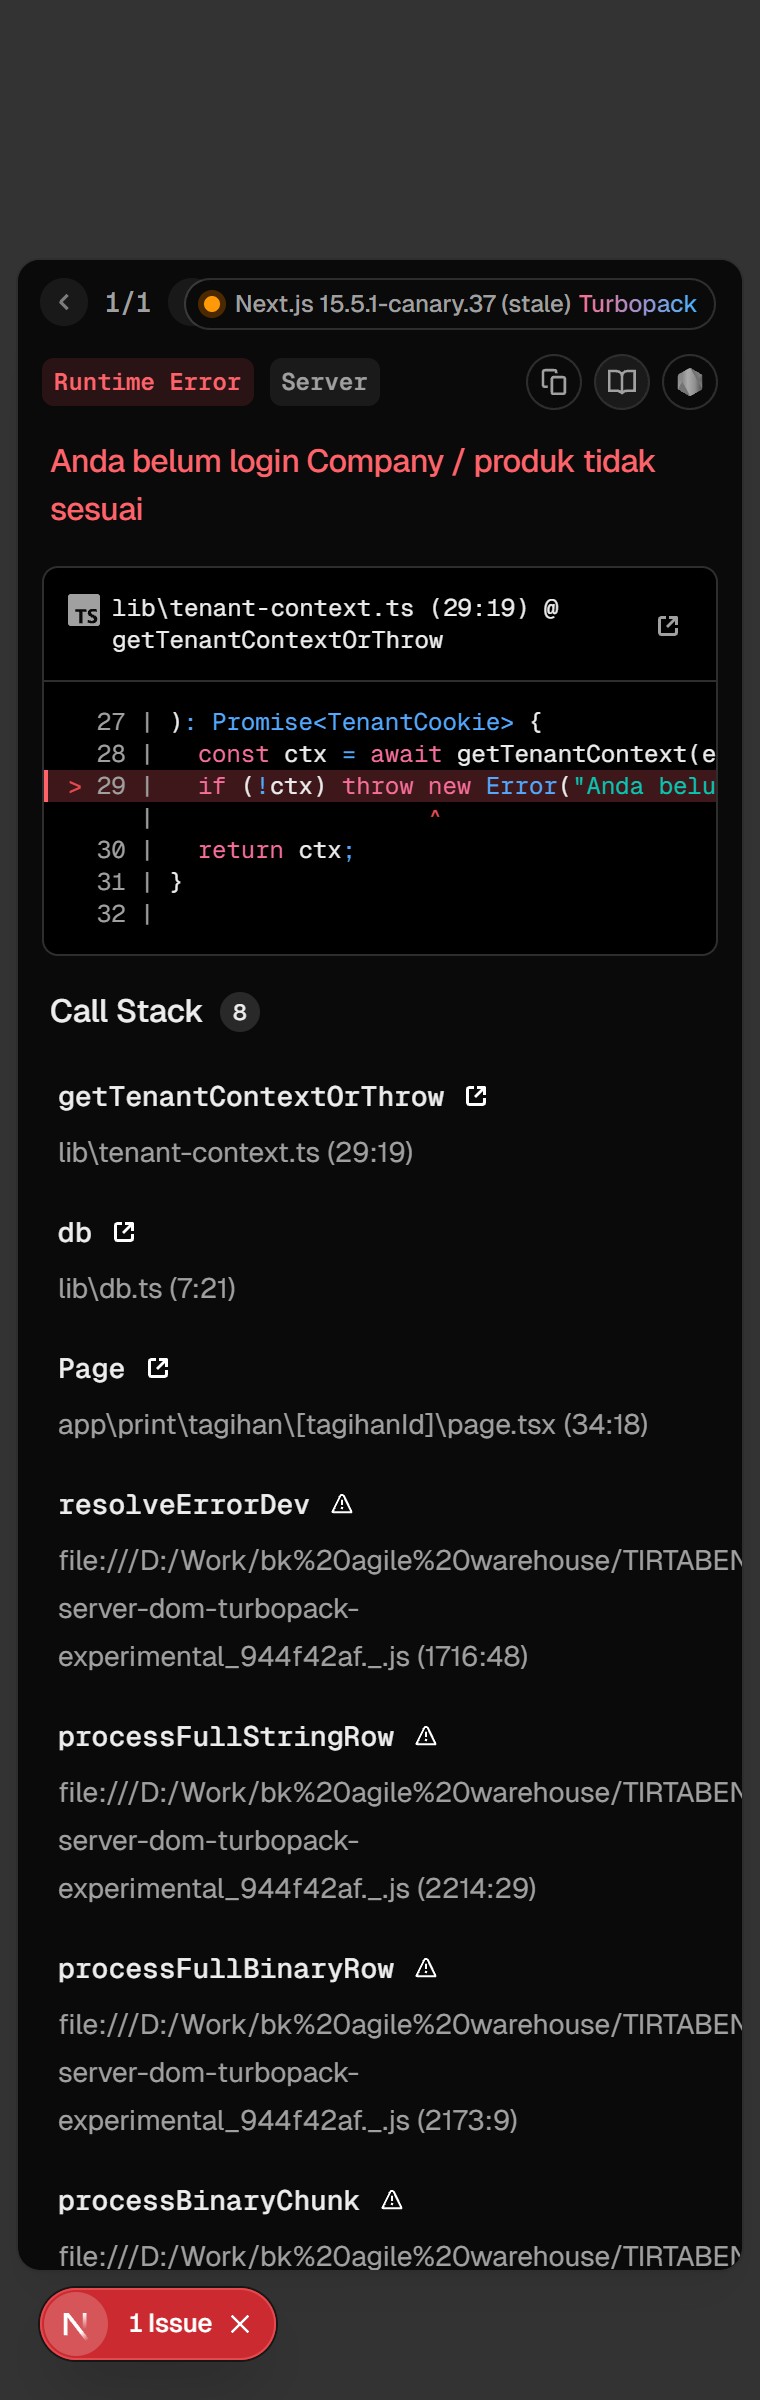 1/1
Next.js 15.5.1-canary.37 (stale) Turbopack
Runtime Error Server
Anda belum login Company / produk tidak
sesuai
TS lib\tenant-context.ts (29:19) @
getTenantContextOrThrow
27 | ): Promise<TenantCookie> {
28 | const ctx = await getTenantContext(e
> 29 | if (!ctx) throw new Error("Anda belu
| ^
30 | return ctx;
31 | }
32 |
Call Stack 8
getTenantContextOrThrow
lib\tenant-context.ts (29:19)
db
lib\db.ts (7:21)
Page
app\print\tagihan\[tagihanId]\page.tsx (34:18)
resolveErrorDev
file:///D:/Work/bk%20agile%20warehouse/TIRTABEN
server-dom-turbopack-
experimental_944f42af._.js (1716:48)
processFullStringRow
file:///D:/Work/bk%20agile%20warehouse/TIRTABEN
server-dom-turbopack-
experimental_944f42af._.js (2214:29)
processFullBinaryRow
file:///D:/Work/bk%20agile%20warehouse/TIRTABEN
server-dom-turbopack-
experimental_944f42af._.js (2173:9)
processBinaryChunk
file:///D:/Work/bk%20agile%20warehouse/TIRTABEN
N 1 Issue